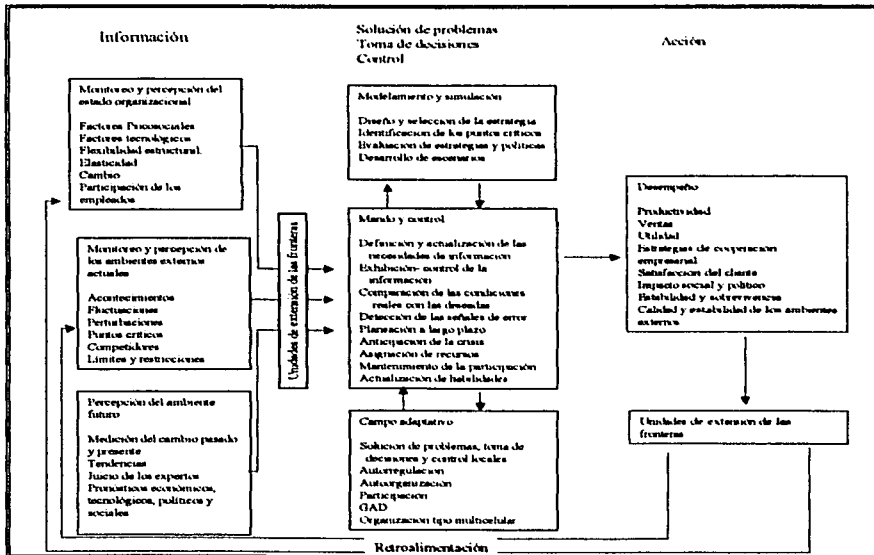 Información
Solución de problemas
Toma de decisiones
Control
Acción
Monitoreo y percepción del
estado organizacional
Factores Psicosociales
Factores tecnológicos
Flexibilidad estructural.
Elasticidad
Cambio
Participación de los
empleados
Monitoreo y percepción de
los ambientes externos
actuales
Acontecimientos
Fluctuaciones
Perturbaciones
Puntos críticos
Competidores
Límites y restricciones
Percepción del ambiente
futuro
Medición del cambio pasado
y presente
Tendencias
Juicio de los expertos
Pronósticos económicos,
tecnológicos, políticos y
sociales
Unidades de extensión de las fronteras
Modelamiento y simulación
Diseño y selección de la estrategia
Identificación de los puntos críticos
Evaluación de estrategias y políticas
Desarrollo de escenarios
Mando y control
Definición y actualización de las
necesidades de información
Exhibición- control de la
información
Comparación de las condiciones
reales con las deseadas
Detección de las señales de error
Planeación a largo plazo
Anticipación de la crisis
Asignación de recursos
Mantenimiento de la participación
Actualización de habilidades
Campo adaptativo
Solución de problemas, toma de
decisiones y control locales
Autorregulación
Autoorganización
Participación
GAD
Organización tipo multicelular
Desempeño
Productividad
Ventas
Utilidad
Estrategias de cooperación
empresarial
Satisfacción del cliente
Impacto social y político
Estabilidad y sobrevivencia
Calidad y estabilidad de los ambientes
externos
Unidades de extensión de las
fronteras
Retroalimentación